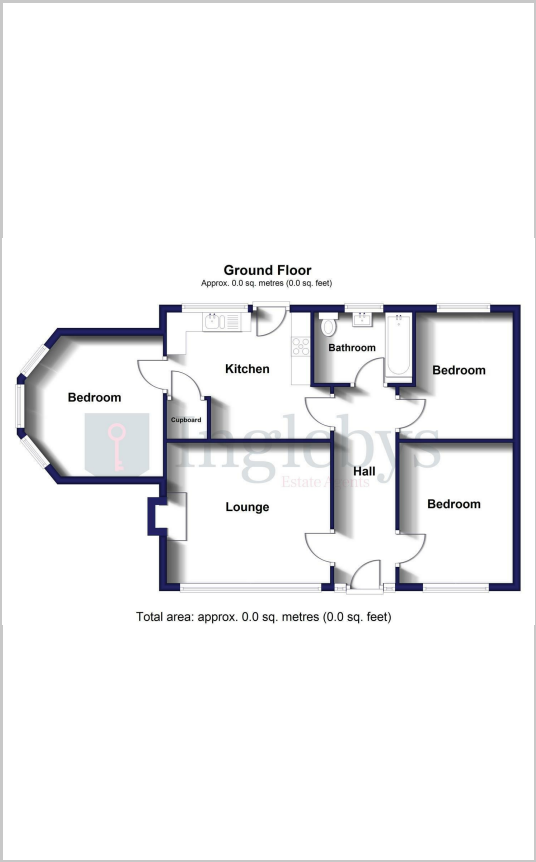 Ground Floor
Approx. 0.0 sq. metres (0.0 sq. feet)
Bathroom
Kitchen
Bedroom
Bedroom
Cupboard
Inglebys
Hall
Estate Agents
Lounge
Bedroom
Total area: approx. 0.0 sq. metres (0.0 sq. feet)